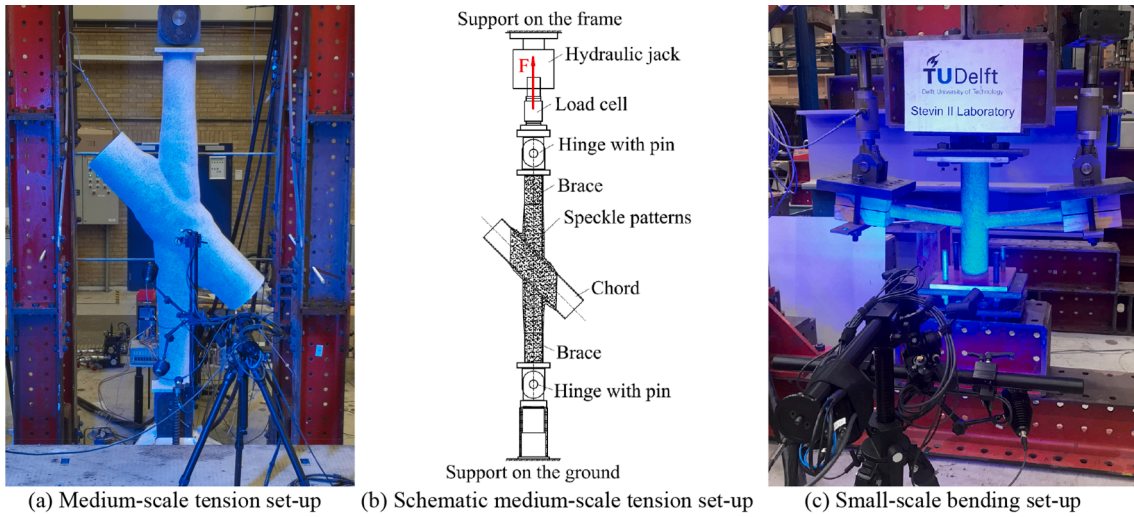 Support on the frame
Hydraulic jack
F
Load cell
Hinge with pin
Brace
Speckle patterns
Chord
Brace
Hinge with pin
Support on the ground
TUDelft
Delft University of Technology
Stevin II Laboratory
(a) Medium-scale tension set-up
(b) Schematic medium-scale tension set-up
(c) Small-scale bending set-up